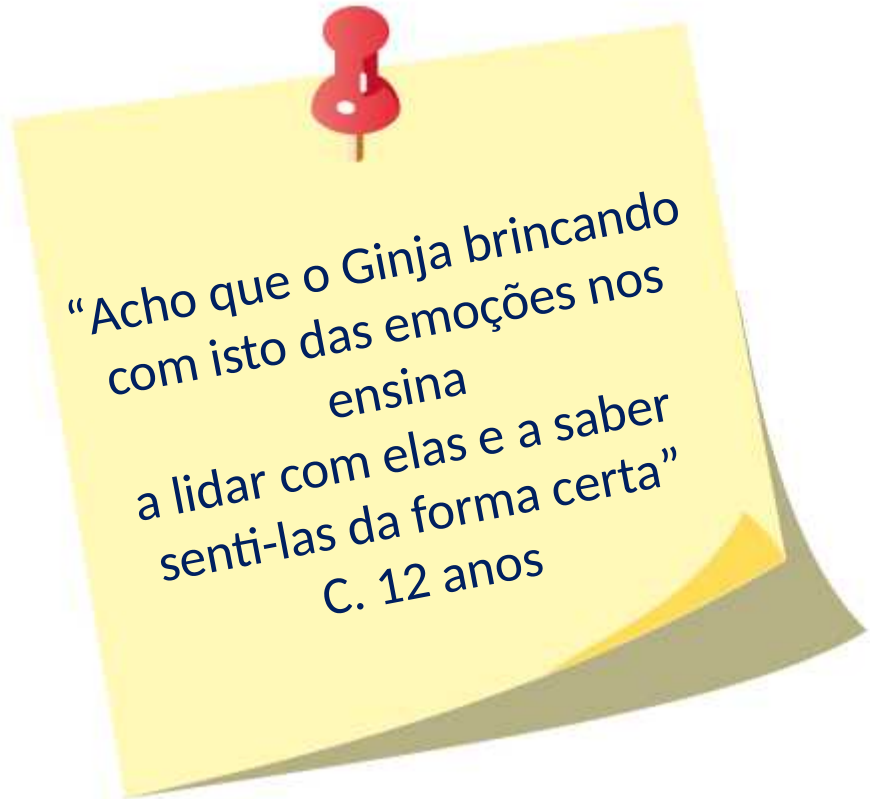 “Acho que o Ginja brincando
com isto das emoções nos
ensina
a lidar com elas e a saber
senti-las da forma certa”
C. 12 anos